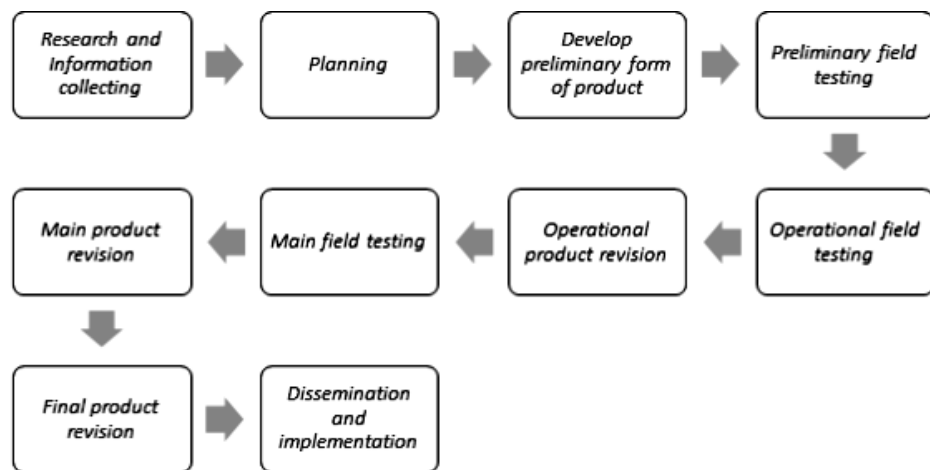 Research and
Information
collecting
Planning
Develop
preliminary form
of product
Preliminary field
testing
Operational field
testing
Operational
product revision
Main field testing
Main product
revision
Final product
revision
Dissemination
and
implementation